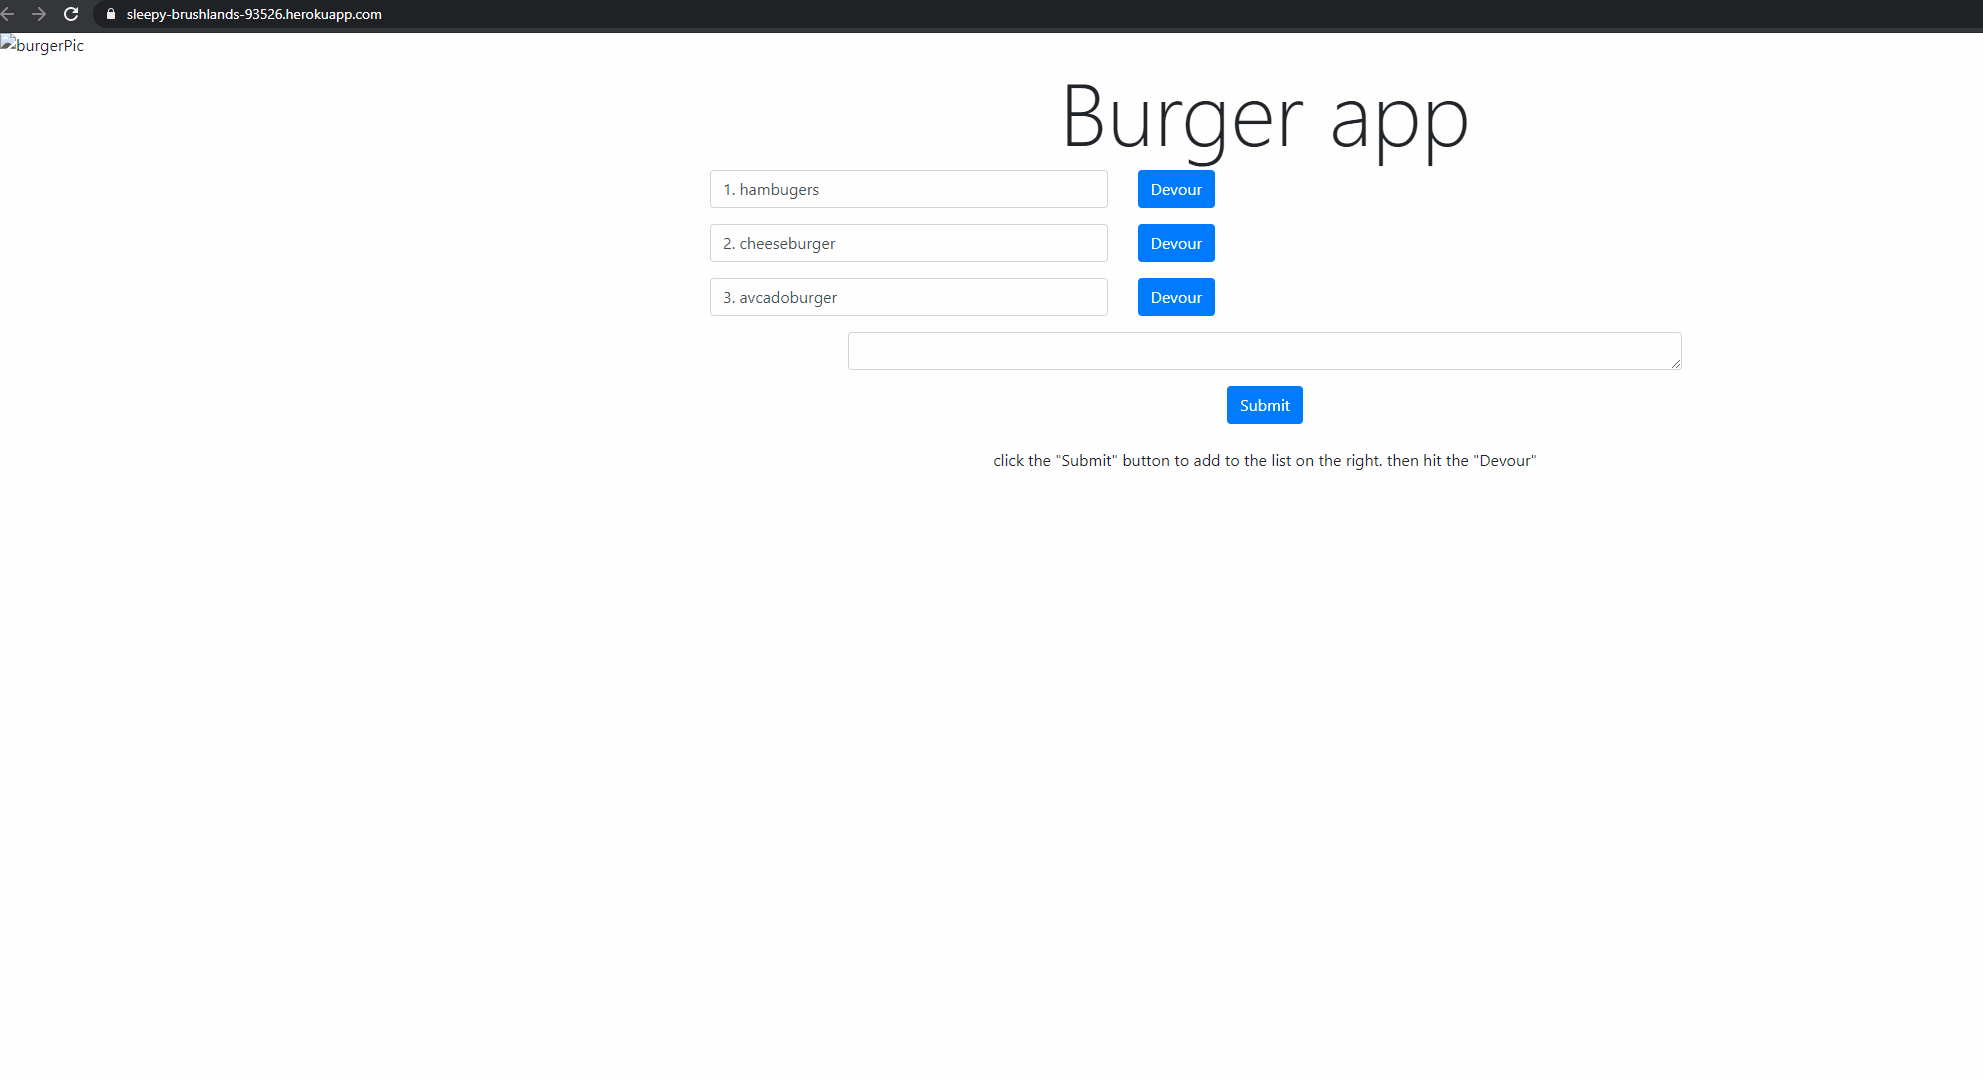 sleepy-brushlands-93526.herokuapp.com
burgerPic
Burger app
1. hambugers
Devour
2. cheeseburger
Devour
3. avcadoburger
Devour
Submit
click the "Submit" button to add to the list on the right. then hit the "Devour"